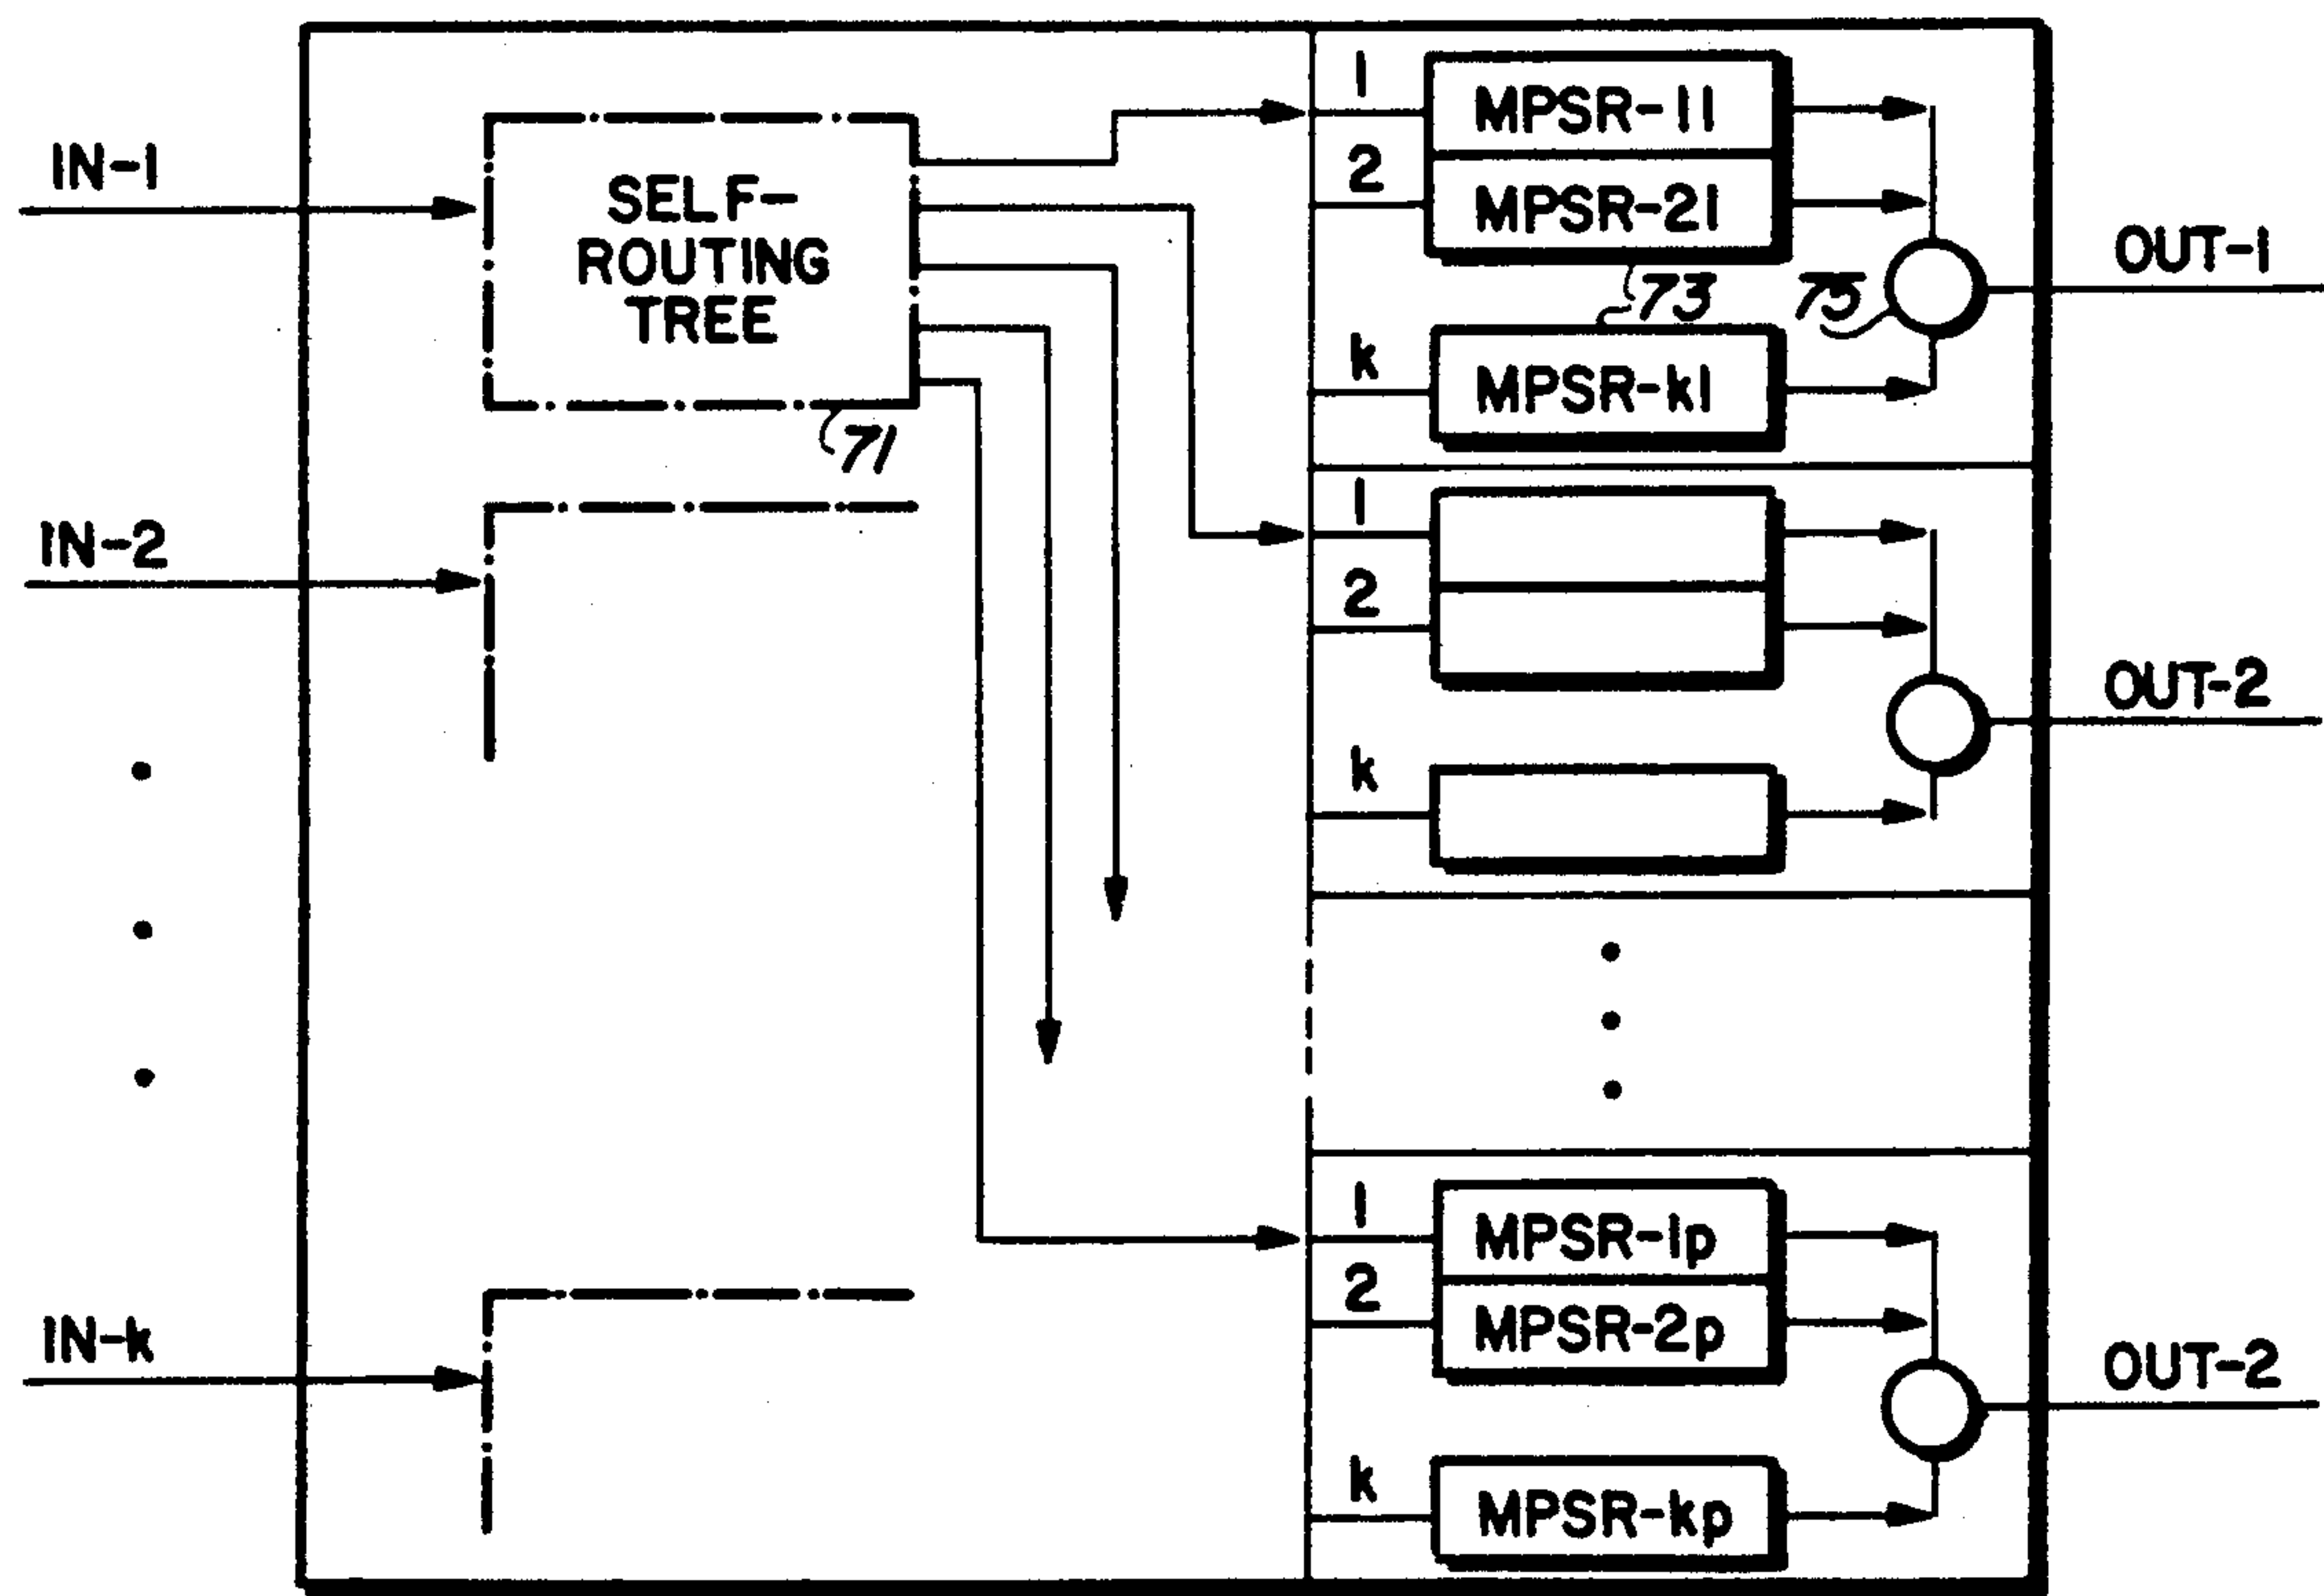 IN-1
SELF-
ROUTING
TREE
71
1
MPSR-11
2
MPSR-21
73
75
OUT-1
k
MPSR-k1
IN-2
1
2
OUT-2
k
IN-k
1
MPSR-1p
2
MPSR-2p
OUT-2
k
MPSR-kp